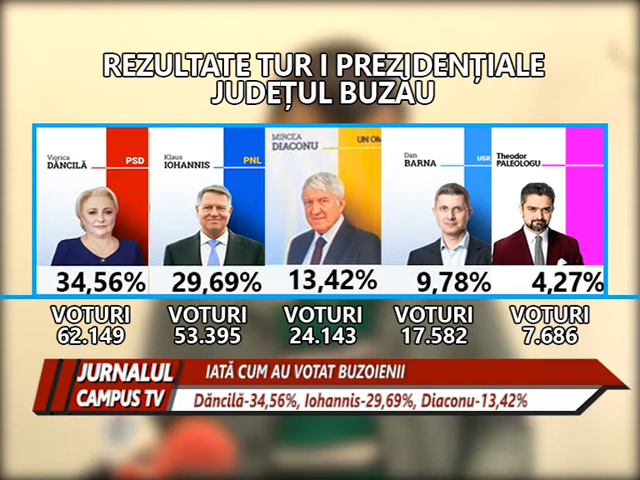 REZULTATE TUR I PREZIDENȚIALE
JUDEȚUL BUZĂU
Viorica
DĂNCILĂ
PSD
Klaus
IOHANNIS
PNL
MIRCEA
DIACONU
UN OM
Dan
BARNA
USR
Theodor
PALEOLOGU
34,56% 29,69% 13,42% 9,78% 4,27%
VOTURI VOTURI VOTURI VOTURI VOTURI
62.149 53.395 24.143 17.582 7.686
JURNALUL
CAMPUS TV
IATĂ CUM AU VOTAT BUZOIENII
Dăncilă-34,56%, Iohannis-29,69%, Diaconu-13,42%